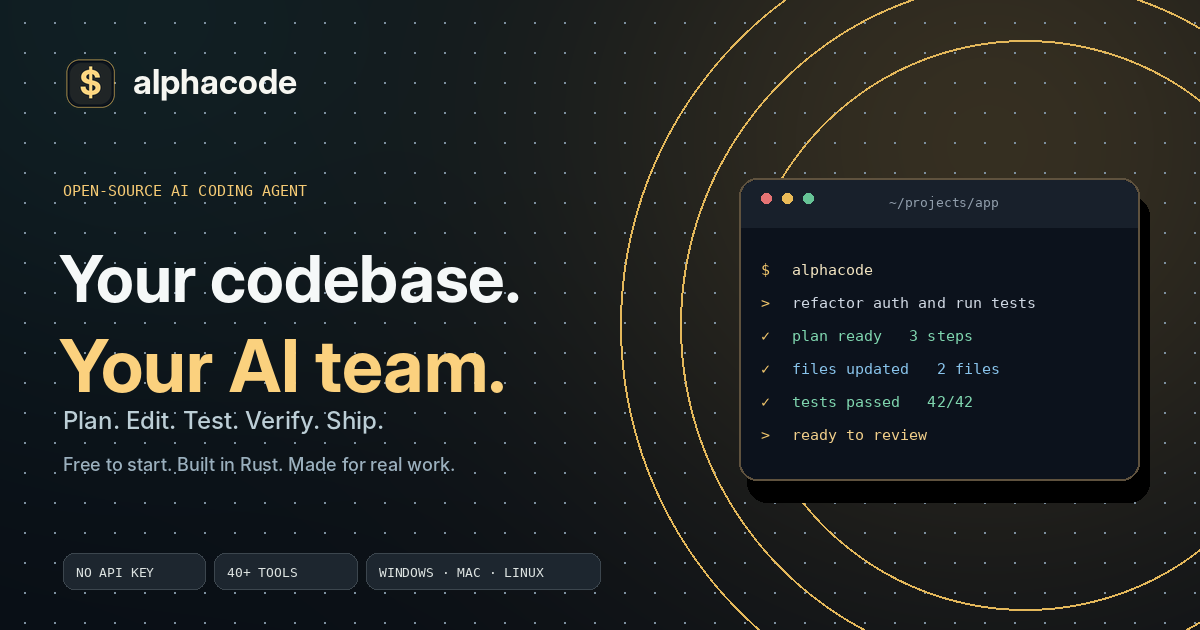 $ alphacode
OPEN-SOURCE AI CODING AGENT
Your codebase.
Your AI team.
Plan. Edit. Test. Verify. Ship.
Free to start. Built in Rust. Made for real work.
NO API KEY
40+ TOOLS
WINDOWS · MAC · LINUX
~/projects/app
$ alphacode
> refactor auth and run tests
✓ plan ready 3 steps
✓ files updated 2 files
✓ tests passed 42/42
> ready to review